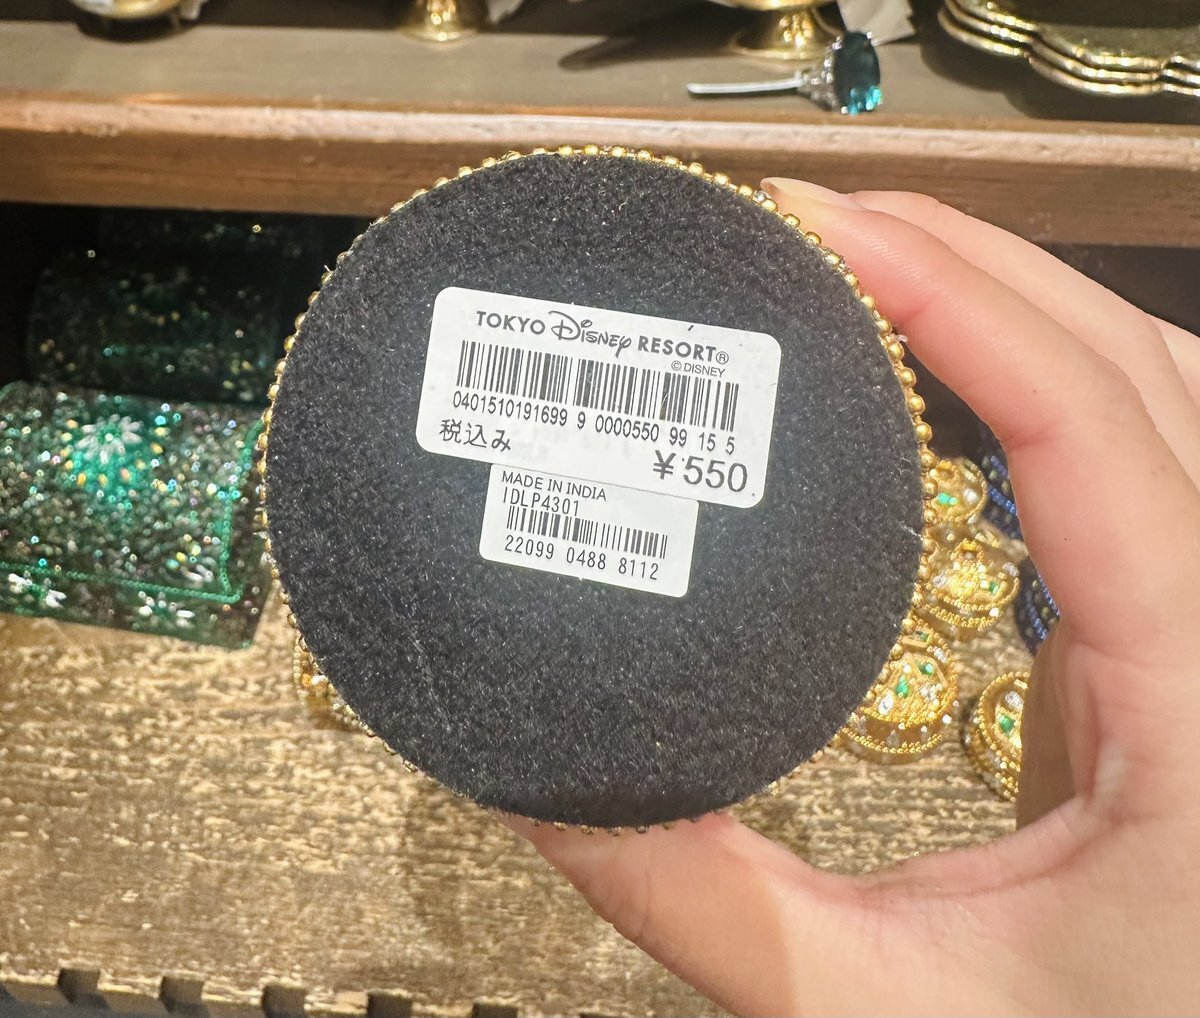 TOKYO Disney RESORT®
© DISNEY
0401510191699 9 0000550 99 15 5
税込み
¥550
MADE IN INDIA
IDLP4301
22099 0488 8112